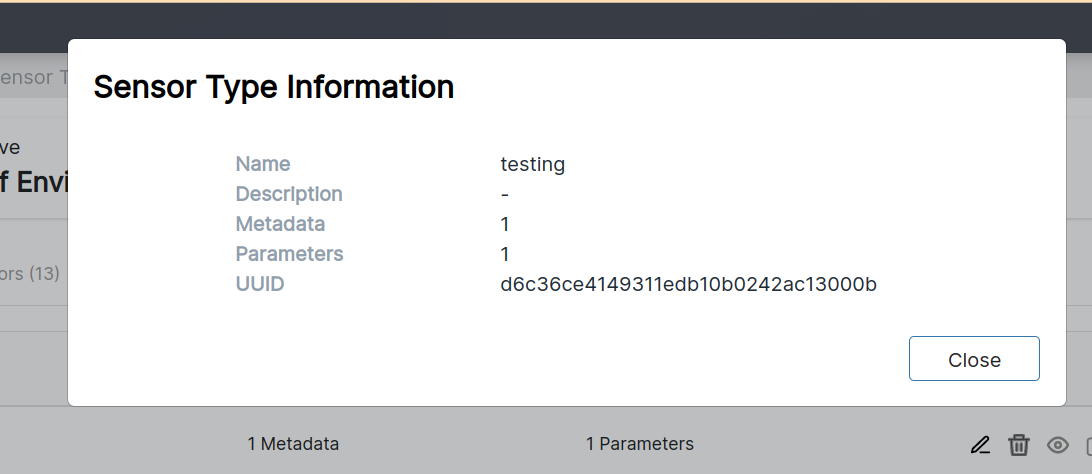 ensor T
Sensor Type Information
ve
f Envi
Name testing
Description -
Metadata 1
Parameters 1
ors (13)
UUID d6c36ce4149311edb10b0242ac13000b
Close
1 Metadata 1 Parameters